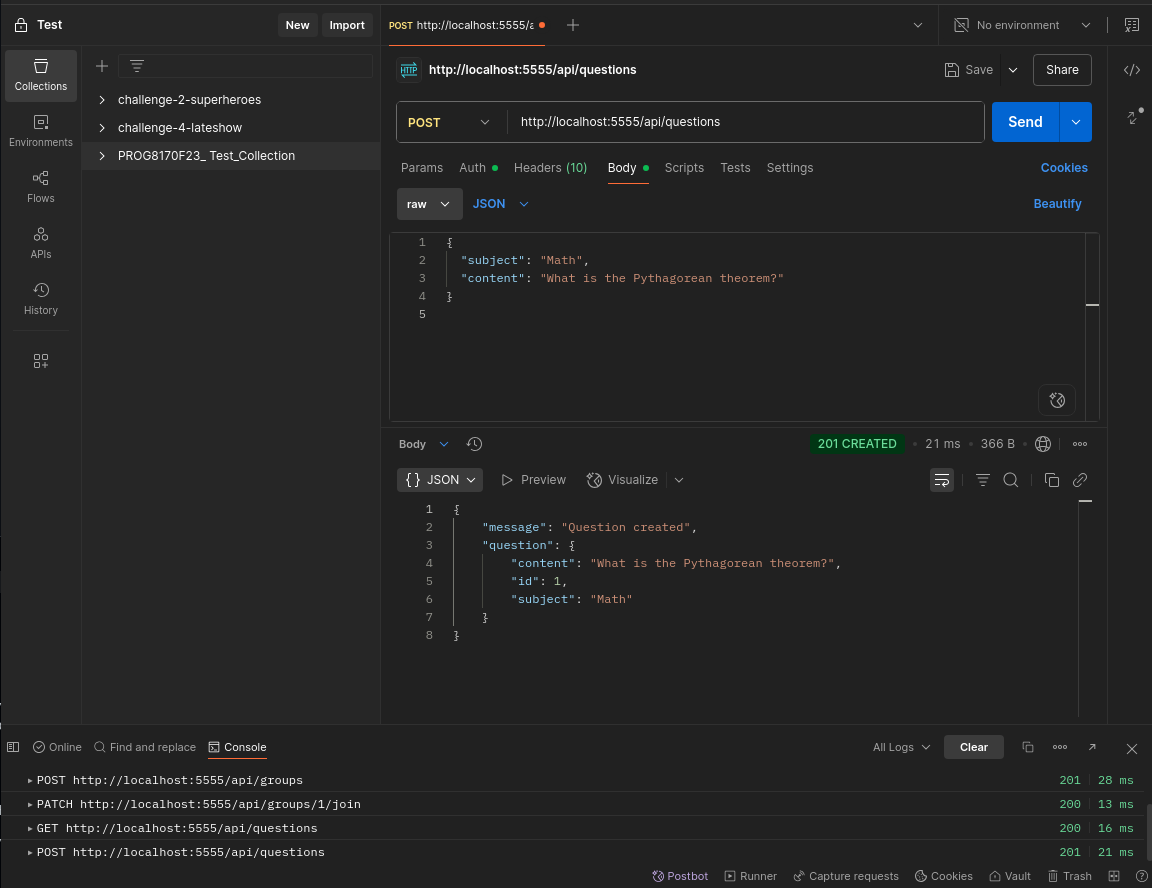 Test
New
Import
POST http://localhost:5555/a
No environment
Collections
Environments
Flows
APIs
History
challenge-2-superheroes
challenge-4-lateshow
PROG8170F23_ Test_Collection
HTTP http://localhost:5555/api/questions
Save
Share
POST
http://localhost:5555/api/questions
Send
Params Auth Headers (10) Body Scripts Tests Settings
Cookies
raw
JSON
Beautify
1 {
2 "subject": "Math",
3 "content": "What is the Pythagorean theorem?"
4 }
5
Body
201 CREATED • 21 ms • 366 B
{} JSON
Preview
Visualize
1 {
2 "message": "Question created",
3 "question": {
4 "content": "What is the Pythagorean theorem?",
5 "id": 1,
6 "subject": "Math"
7 }
8 }
Online
Find and replace
Console
All Logs
Clear
POST http://localhost:5555/api/groups 201 28 ms
PATCH http://localhost:5555/api/groups/1/join 200 13 ms
GET http://localhost:5555/api/questions 200 16 ms
POST http://localhost:5555/api/questions 201 21 ms
Postbot
Runner
Capture requests
Cookies
Vault
Trash